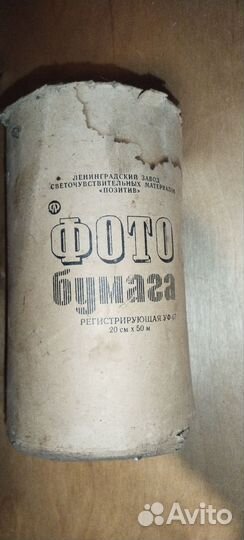 ЛЕНИНГРАДСКИЙ ЗАВОД
СВЕТОЧУВСТВИТЕЛЬНЫХ МАТЕРИАЛОВ
«ПОЗИТИВ»
ФОТО
бумага
РЕГИСТРИРУЮЩАЯ
20 см х 50 м
Avito